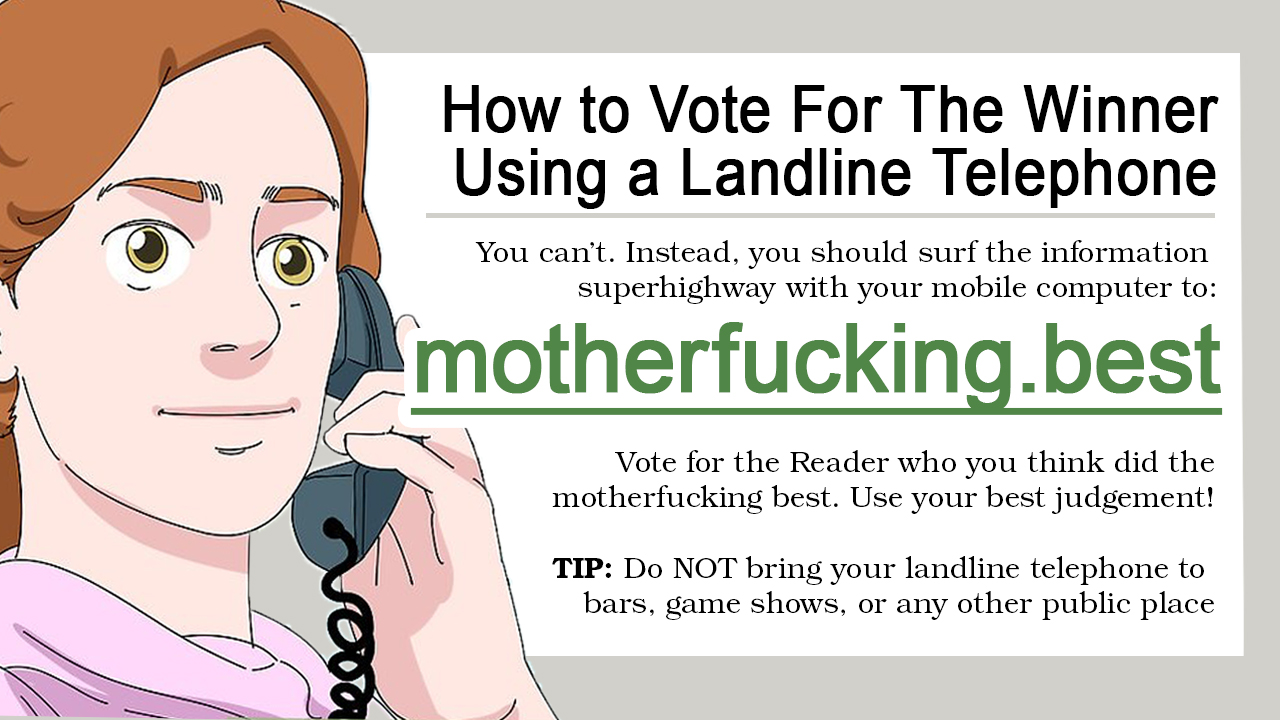 How to Vote For The Winner
Using a Landline Telephone
You can’t. Instead, you should surf the information
superhighway with your mobile computer to:
motherfucking.best
Vote for the Reader who you think did the
motherfucking best. Use your best judgement!
TIP: Do NOT bring your landline telephone to
bars, game shows, or any other public place